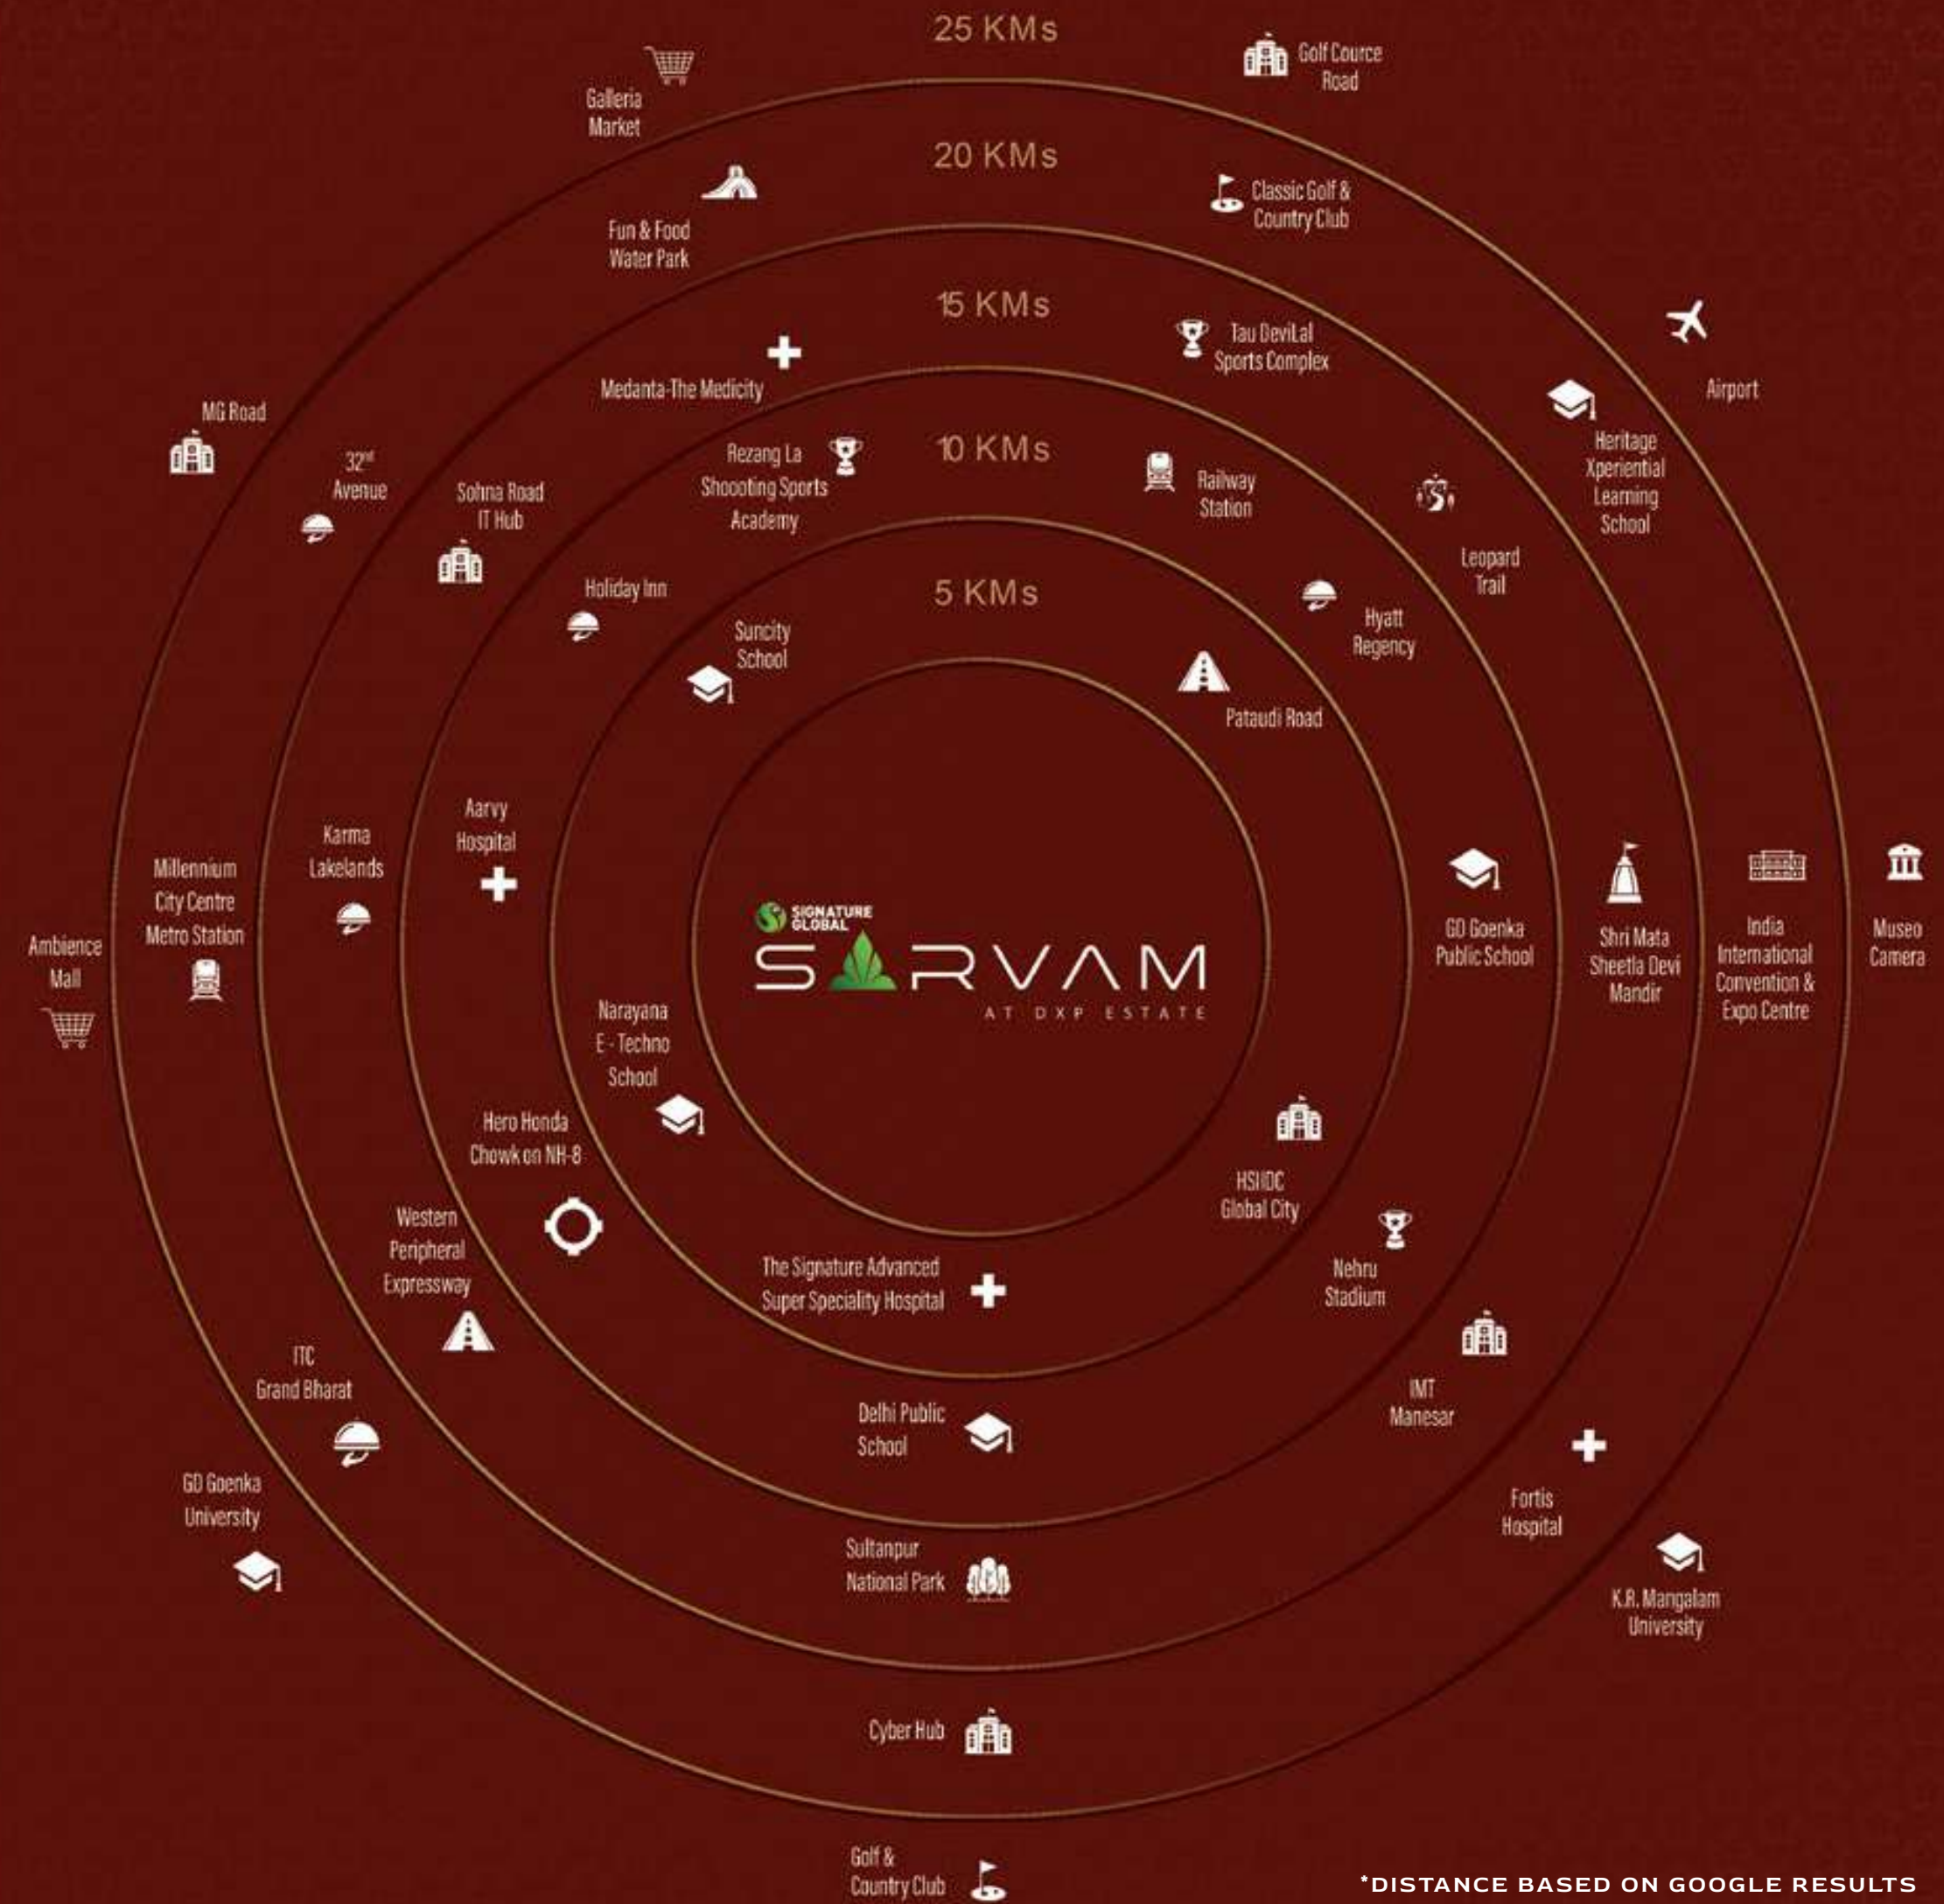 25 KMs
Galleria
Market
Golf Cource
Road
20 KMs
Fun & Food
Water Park
Classic Golf &
Country Club
15 KMs
Medanta-The Medicity
Tau DeviLal
Sports Complex
Airport
MG Road
32nd
Avenue
Sohna Road
IT Hub
Rezang La
Shoooting Sports
Academy
10 KMs
Railway
Station
Heritage
Xperiential
Learning
School
Leopard
Trail
Holiday Inn
Suncity
School
5 KMs
Hyatt
Regency
Pataudi Road
Aarvy
Hospital
Karma
Lakelands
Millennium
City Centre
Metro Station
Ambience
Mall
SIGNATURE
GLOBAL
SARVAM
AT DXP ESTATE
GD Goenka
Public School
Shri Mata
Sheetla Devi
Mandir
India
International
Convention &
Expo Centre
Museo
Camera
Narayana
E - Techno
School
Hero Honda
Chowk on NH-8
HSIIDC
Global City
Western
Peripheral
Expressway
The Signature Advanced
Super Speciality Hospital
Nehru
Stadium
ITC
Grand Bharat
IMT
Manesar
Delhi Public
School
GD Goenka
University
Fortis
Hospital
Sultanpur
National Park
K.R. Mangalam
University
Cyber Hub
Golf &
Country Club
*DISTANCE BASED ON GOOGLE RESULTS